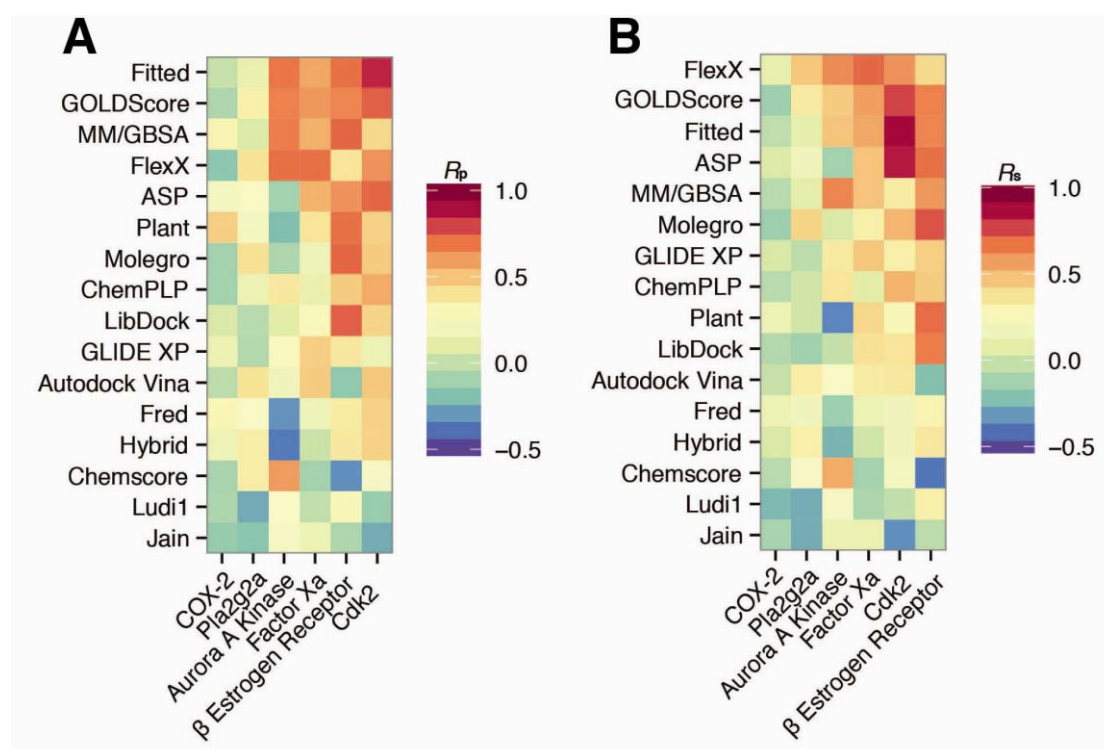 A
Fitted
GOLDScore
MM/GBSA
FlexX
ASP
Plant
Molegro
ChemPLP
LibDock
GLIDE XP
Autodock Vina
Fred
Hybrid
Chemscore
Ludi1
Jain
COX-2
Pla2g2a
Aurora A Kinase
Factor Xa
β Estrogen Receptor
Cdk2
Rp
1.0
0.5
0.0
−0.5
B
FlexX
GOLDScore
Fitted
ASP
MM/GBSA
Molegro
GLIDE XP
ChemPLP
Plant
LibDock
Autodock Vina
Fred
Hybrid
Chemscore
Ludi1
Jain
COX-2
Pla2g2a
Aurora A Kinase
Factor Xa
Cdk2
β Estrogen Receptor
Rs
1.0
0.5
0.0
−0.5